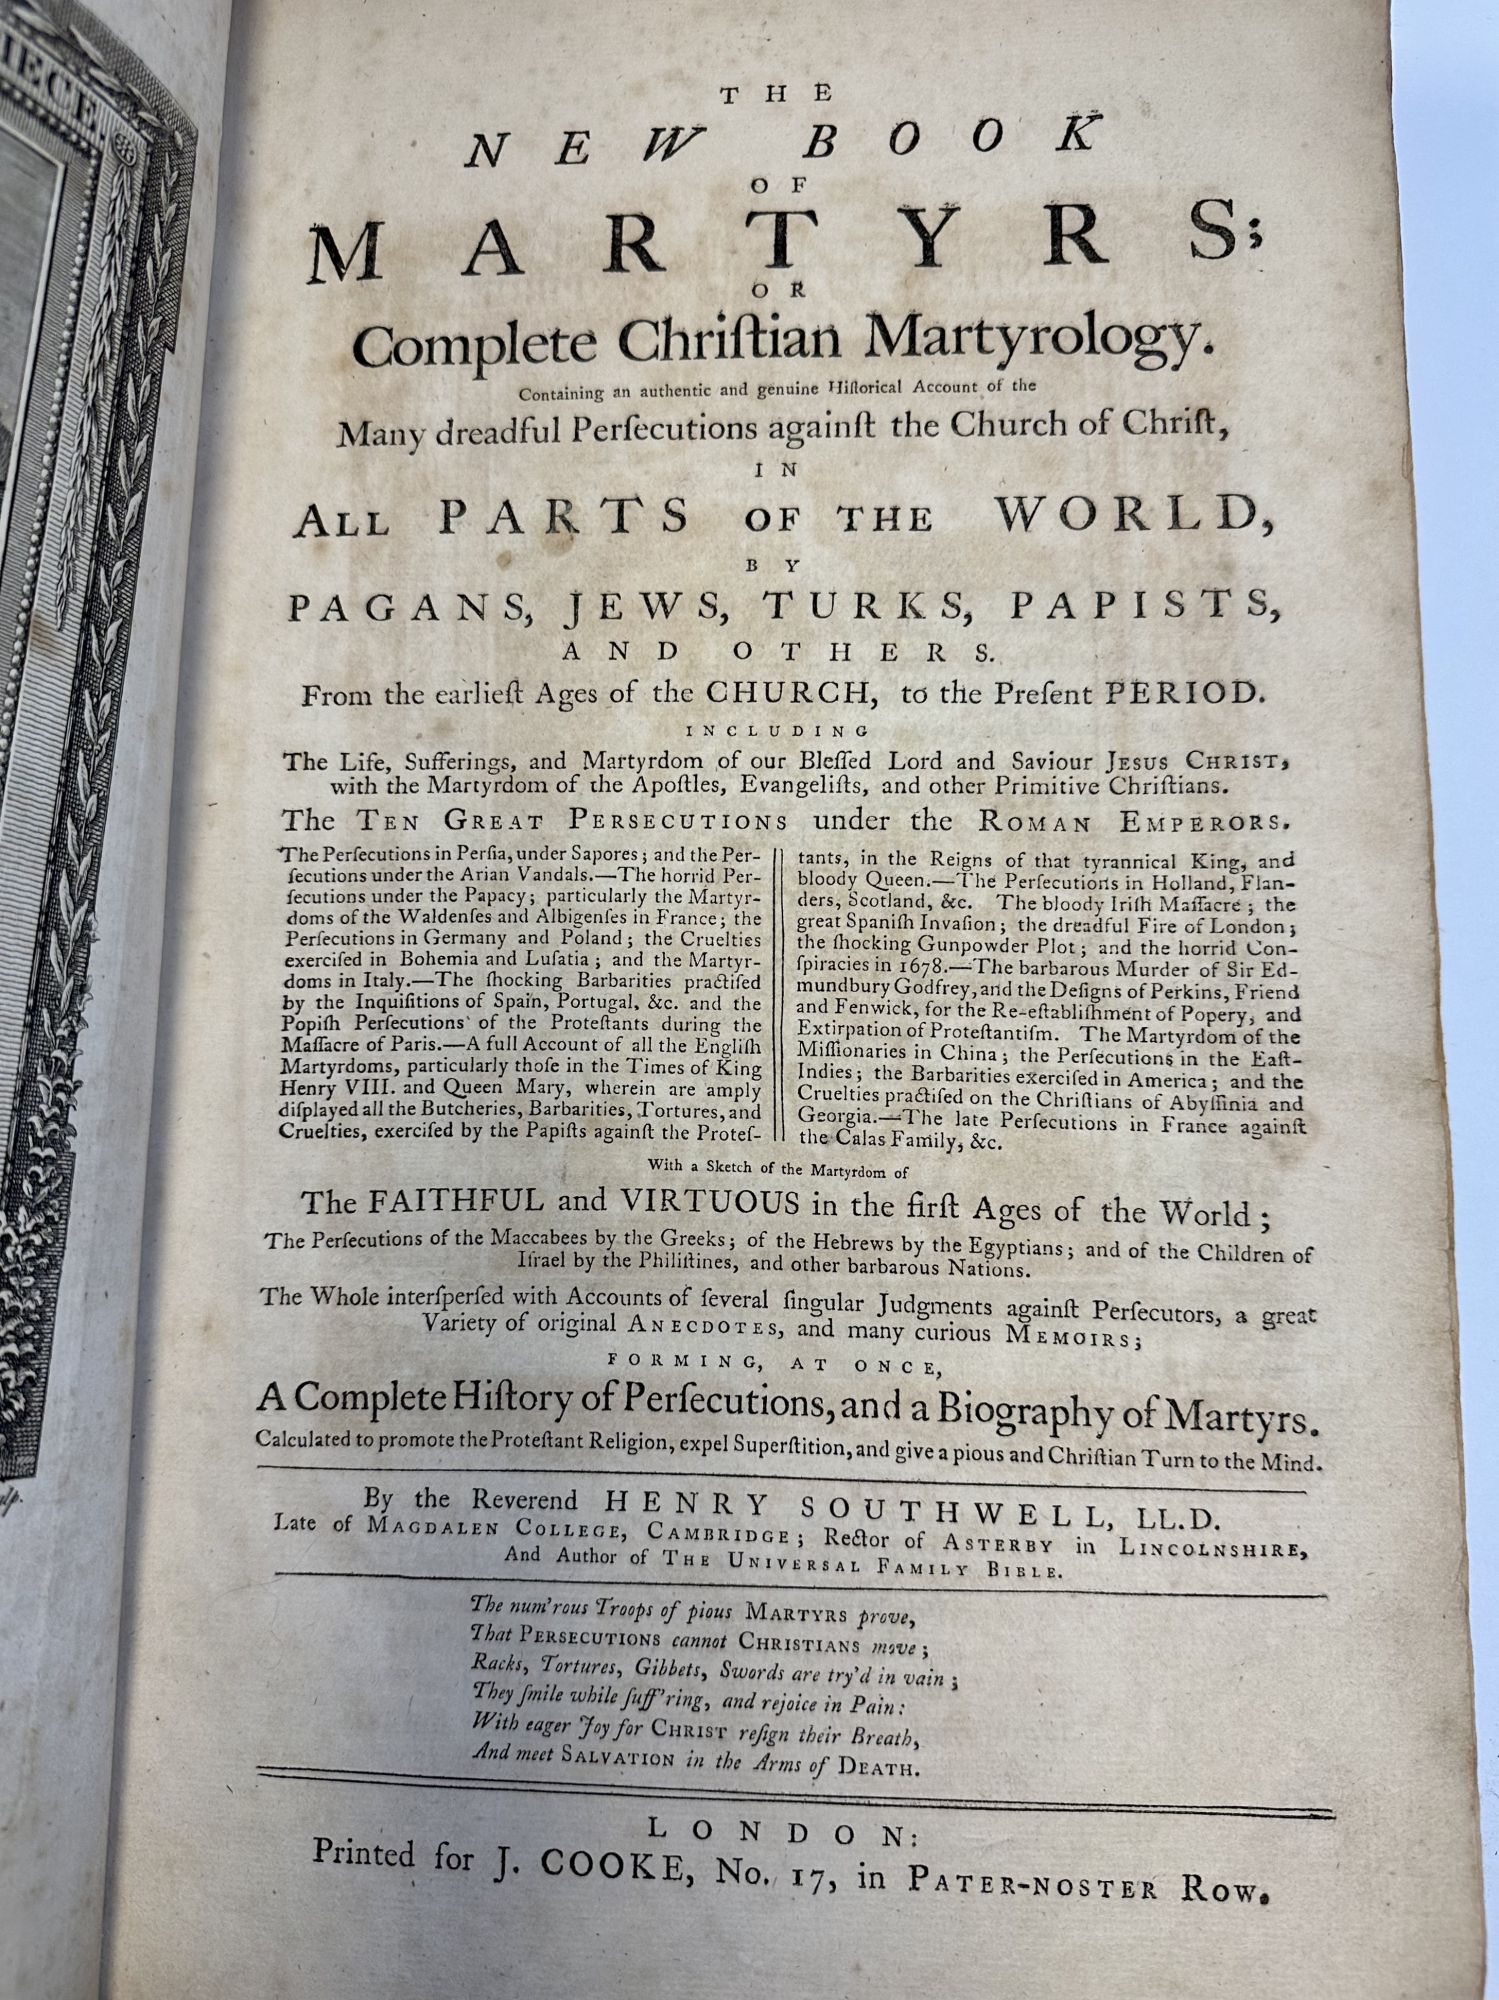 IECE.
ulp.
THE
NEW BOOK
OF
MARTYRS;
OR
Complete Chriſtian Martyrology.
Containing an authentic and genuine Hiſtorical Account of the
Many dreadful Perſecutions againſt the Church of Chriſt,
IN
ALL PARTS OF THE WORLD,
BY
PAGANS, JEWS, TURKS, PAPISTS,
AND OTHERS.
From the earlieſt Ages of the CHURCH, to the Preſent PERIOD.
INCLUDING
The Life, Sufferings, and Martyrdom of our Bleſſed Lord and Saviour JESUS CHRIST,
with the Martyrdom of the Apoſtles, Evangeliſts, and other Primitive Chriſtians.
The TEN GREAT PERSECUTIONS under the ROMAN EMPERORS.
The Perſecutions in Perſia, under Sapores; and the Per-
ſecutions under the Arian Vandals.—The horrid Per-
ſecutions under the Papacy; particularly the Martyr-
doms of the Waldenſes and Albigenſes in France; the
Perſecutions in Germany and Poland; the Cruelties
exerciſed in Bohemia and Luſatia; and the Martyr-
doms in Italy.—The ſhocking Barbarities practiſed
by the Inquiſitions of Spain, Portugal, &c. and the
Popiſh Perſecutions of the Proteſtants during the
Maſſacre of Paris.—A full Account of all the Engliſh
Martyrdoms, particularly thoſe in the Times of King
Henry VIII. and Queen Mary, wherein are amply
diſplayed all the Butcheries, Barbarities, Tortures, and
Cruelties, exerciſed by the Papiſts againſt the Proteſ-
tants, in the Reigns of that tyrannical King, and
bloody Queen.—The Perſecutions in Holland, Flan-
ders, Scotland, &c. The bloody Iriſh Maſſacre; the
great Spaniſh Invaſion; the dreadful Fire of London;
the ſhocking Gunpowder Plot; and the horrid Con-
ſpiracies in 1678.—The barbarous Murder of Sir Ed-
mundbury Godfrey, and the Deſigns of Perkins, Friend
and Fenwick, for the Re-eſtabliſhment of Popery, and
Extirpation of Proteſtantiſm. The Martyrdom of the
Miſſionaries in China; the Perſecutions in the Eaſt-
Indies; the Barbarities exerciſed in America; and the
Cruelties practiſed on the Chriſtians of Abyſſinia and
Georgia.—The late Perſecutions in France againſt
the Calas Family, &c.
With a Sketch of the Martyrdom of
The FAITHFUL and VIRTUOUS in the firſt Ages of the World;
The Perſecutions of the Maccabees by the Greeks; of the Hebrews by the Egyptians; and of the Children of
Iſrael by the Philiſtines, and other barbarous Nations.
The Whole interſperſed with Accounts of ſeveral ſingular Judgments againſt Perſecutors, a great
Variety of original ANECDOTES, and many curious MEMOIRS;
FORMING, AT ONCE,
A Complete Hiſtory of Perſecutions, and a Biography of Martyrs.
Calculated to promote the Proteſtant Religion, expel Superſtition, and give a pious and Chriſtian Turn to the Mind.
By the Reverend HENRY SOUTHWELL, LL.D.
Late of MAGDALEN COLLEGE, CAMBRIDGE; Rector of ASTERBY in LINCOLNSHIRE,
And Author of THE UNIVERSAL FAMILY BIBLE.
The num'rous Troops of pious MARTYRS prove,
That PERSECUTIONS cannot CHRISTIANS move;
Racks, Tortures, Gibbets, Swords are try'd in vain;
They ſmile while ſuff'ring, and rejoice in Pain:
With eager Joy for CHRIST reſign their Breath,
And meet SALVATION in the Arms of DEATH.
LONDON:
Printed for J. COOKE, No. 17, in PATER-NOSTER ROW.